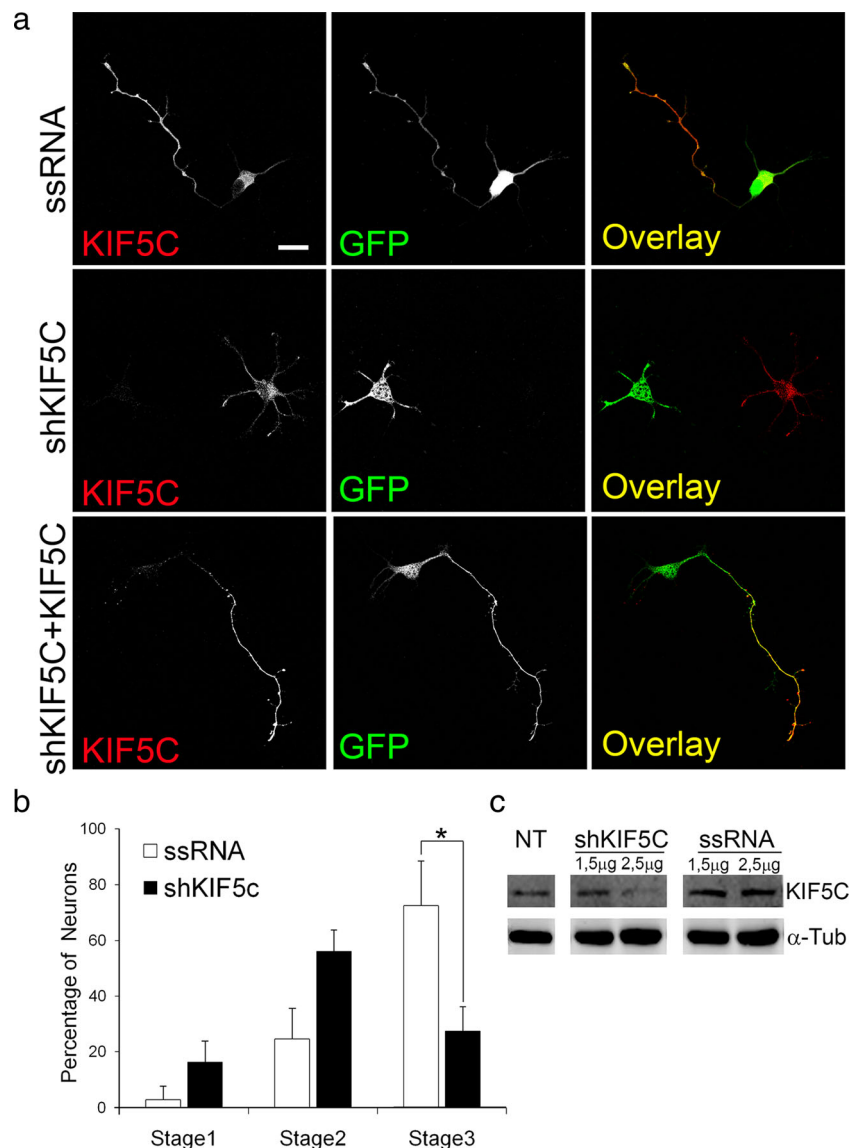 a
ssRNA
KIF5C
GFP
Overlay
shKIF5C
KIF5C
GFP
Overlay
shKIF5C+KIF5C
KIF5C
GFP
Overlay
b
Percentage of Neurons
100
80
60
40
20
0
ssRNA
shKIF5c
*
Stage1 Stage2 Stage3
c
NT shKIF5C ssRNA
1,5µg 2,5µg 1,5µg 2,5µg
KIF5C
α-Tub